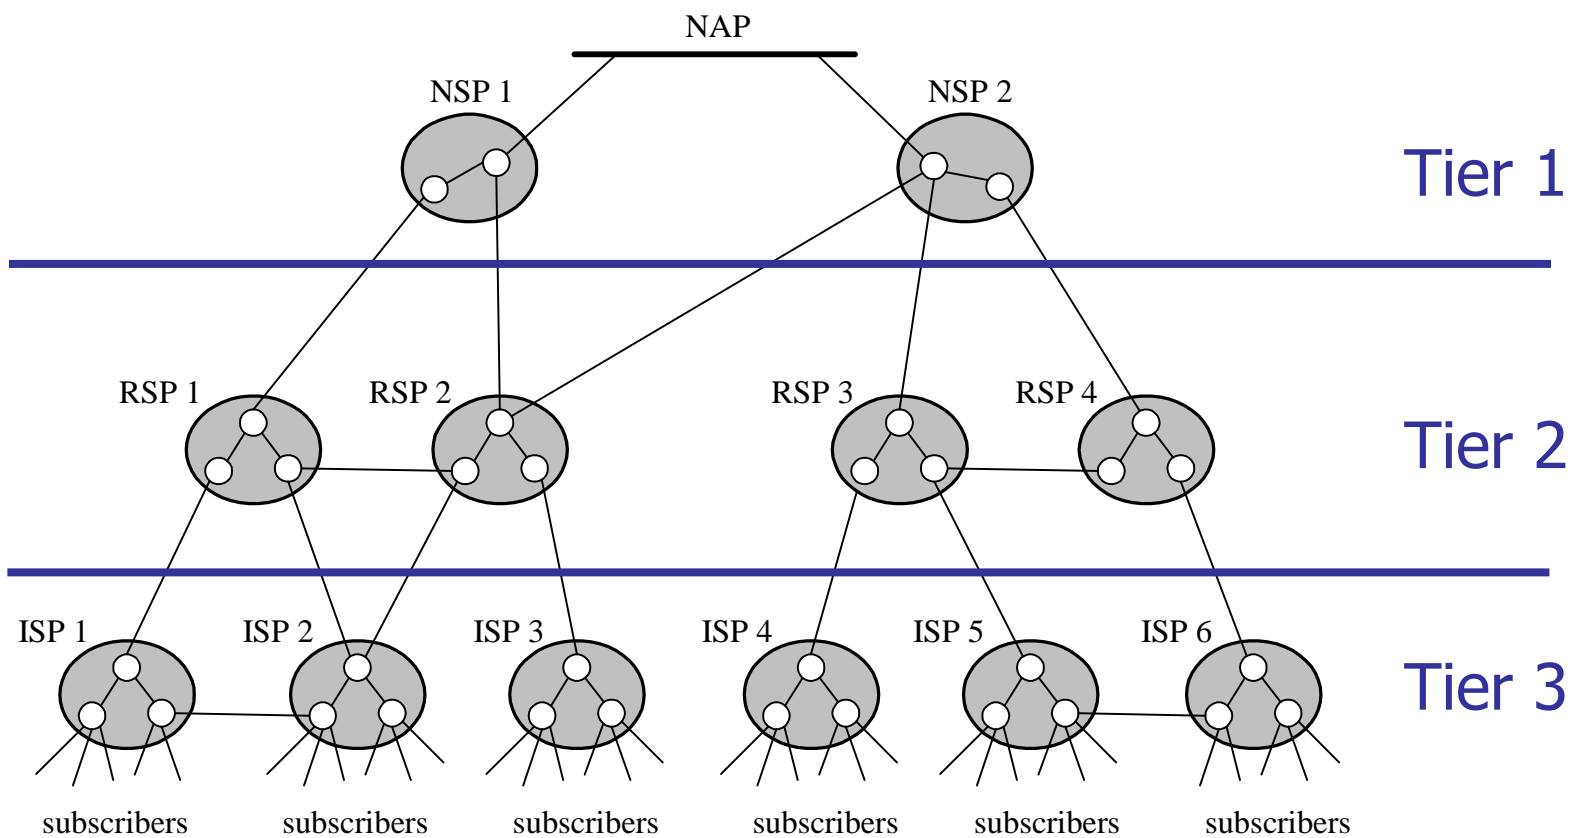 NAP
NSP 1
NSP 2
Tier 1
RSP 1
RSP 2
RSP 3
RSP 4
Tier 2
ISP 1
ISP 2
ISP 3
ISP 4
ISP 5
ISP 6
Tier 3
subscribers
subscribers
subscribers
subscribers
subscribers
subscribers